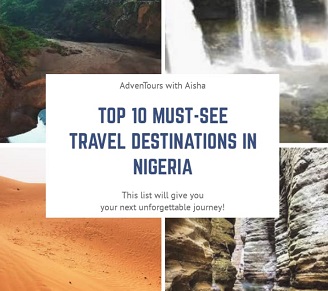 AdvenTours with Aisha
TOP 10 MUST-SEE
TRAVEL DESTINATIONS IN
NIGERIA
This list will give you
your next unforgettable journey!